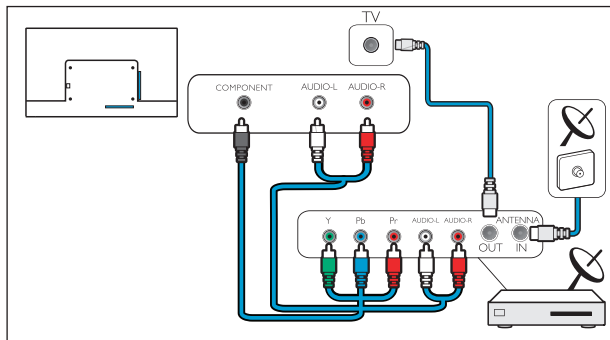 TV
COMPONENT AUDIO-L AUDIO-R
Y Pb Pr AUDIO-L AUDIO-R ANTENNA
OUT IN